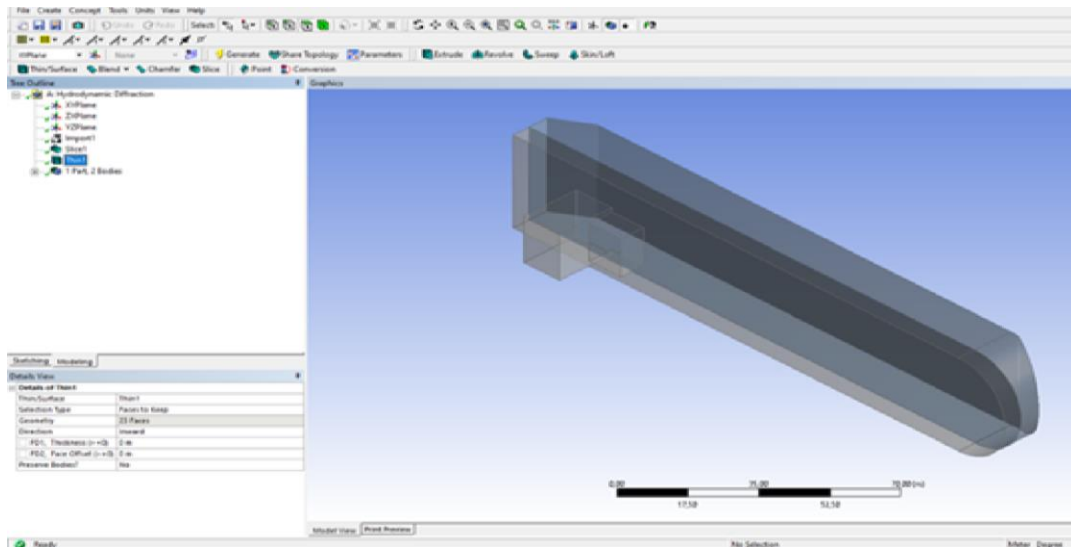 File Create Concept Tools Units View Help
Undo Redo Select:
XYPlane None Generate Share Topology Parameters Extrude Revolve Sweep Skin/Loft
Thin/Surface Blend Chamfer Slice Point Conversion
Tree Outline
A: Hydrodynamic Diffraction
XYPlane
ZXPlane
YZPlane
Import1
Slice1
Thin1
1 Part, 2 Bodies
Sketching Modeling
Details View
Details of Thin1
Thin/Surface Thin1
Selection Type Faces to Keep
Geometry 23 Faces
Direction Inward
FD1, Thickness (>=0) 0 m
FD2, Face Offset (>=0) 0 m
Preserve Bodies? No
Graphics
0,00 35,00 70,00 (m)
17,50 52,50
Model View Print Preview
Ready No Selection Meter Degree